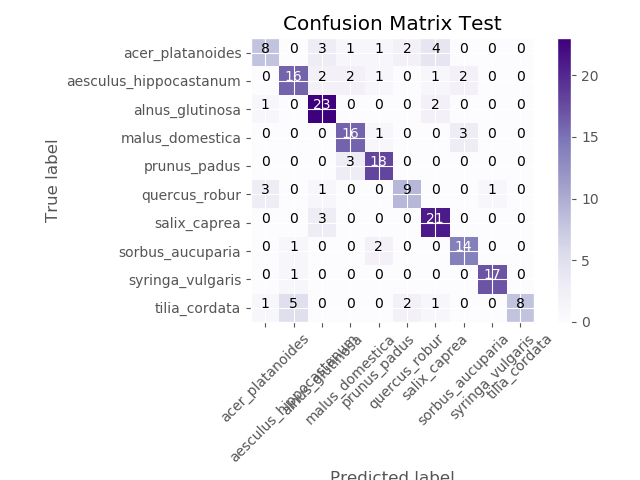 Confusion Matrix Test
True label
acer_platanoides 8 0 3 1 1 2 4 0 0 0
aesculus_hippocastanum 0 16 2 2 1 0 1 2 0 0
alnus_glutinosa 1 0 23 0 0 0 2 0 0 0
malus_domestica 0 0 0 16 1 0 0 3 0 0
prunus_padus 0 0 0 3 18 0 0 0 0 0
quercus_robur 3 0 1 0 0 9 0 0 1 0
salix_caprea 0 0 3 0 0 0 21 0 0 0
sorbus_aucuparia 0 1 0 0 2 0 0 14 0 0
syringa_vulgaris 0 1 0 0 0 0 0 0 17 0
tilia_cordata 1 5 0 0 0 2 1 0 0 8
20
15
10
5
0
acer_platanoides
aesculus_hippocastanum
alnus_glutinosa
malus_domestica
prunus_padus
quercus_robur
salix_caprea
sorbus_aucuparia
syringa_vulgaris
tilia_cordata
Predicted label